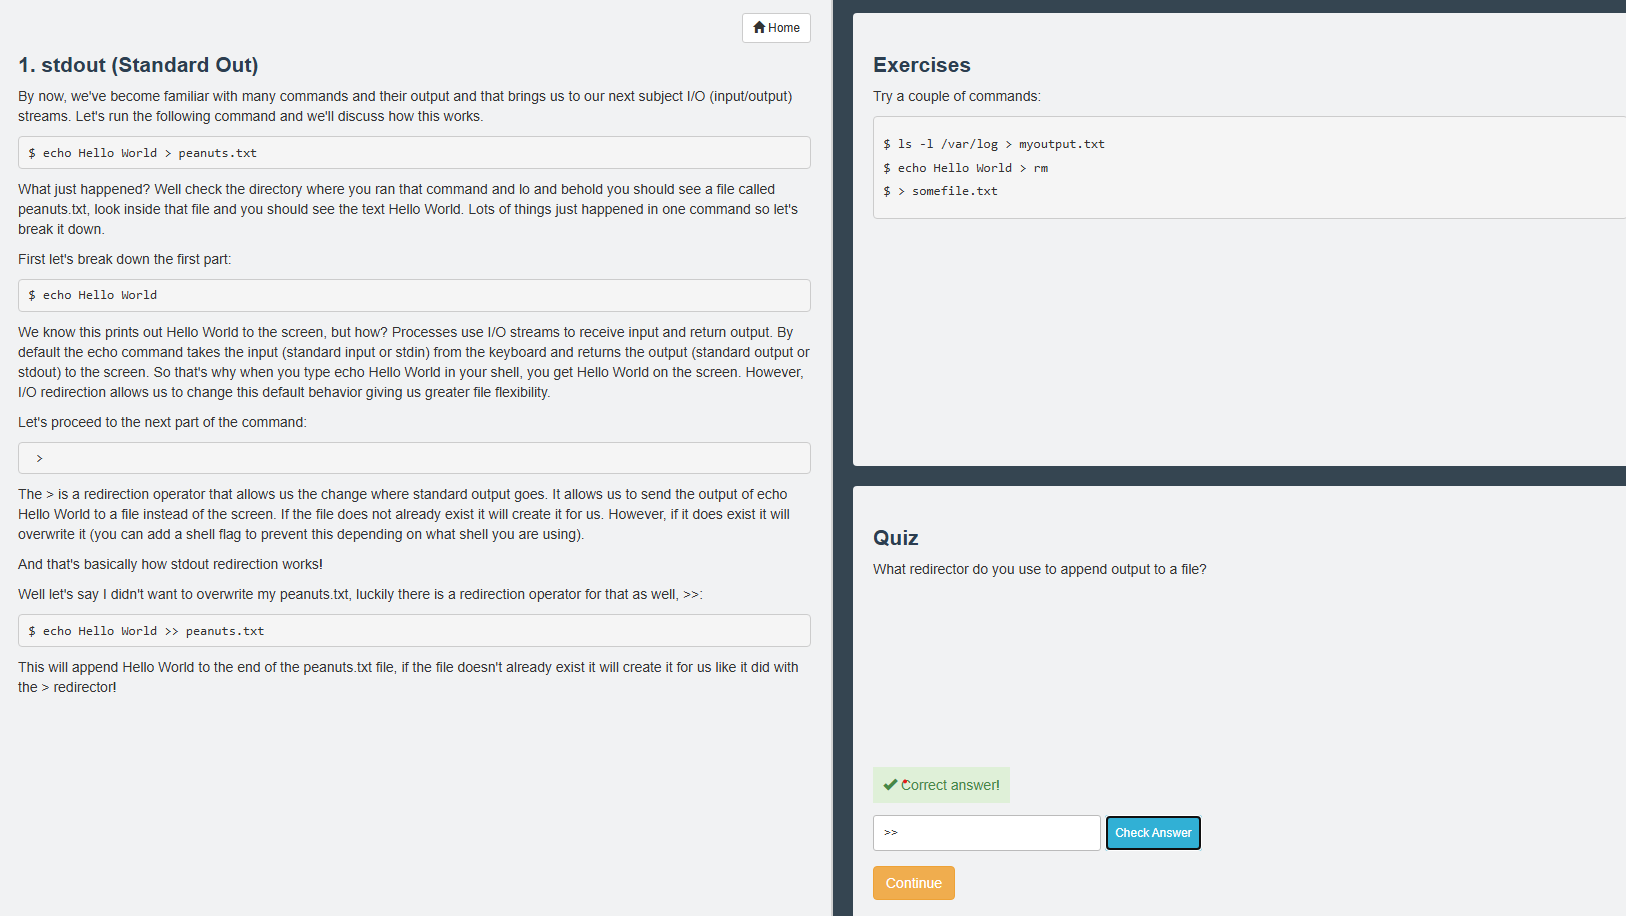 Home
1. stdout (Standard Out)
By now, we've become familiar with many commands and their output and that brings us to our next subject I/O (input/output)
streams. Let's run the following command and we'll discuss how this works.
$ echo Hello World > peanuts.txt
What just happened? Well check the directory where you ran that command and lo and behold you should see a file called
peanuts.txt, look inside that file and you should see the text Hello World. Lots of things just happened in one command so let's
break it down.
First let's break down the first part:
$ echo Hello World
We know this prints out Hello World to the screen, but how? Processes use I/O streams to receive input and return output. By
default the echo command takes the input (standard input or stdin) from the keyboard and returns the output (standard output or
stdout) to the screen. So that's why when you type echo Hello World in your shell, you get Hello World on the screen. However,
I/O redirection allows us to change this default behavior giving us greater file flexibility.
Let's proceed to the next part of the command:
>
The > is a redirection operator that allows us the change where standard output goes. It allows us to send the output of echo
Hello World to a file instead of the screen. If the file does not already exist it will create it for us. However, if it does exist it will
overwrite it (you can add a shell flag to prevent this depending on what shell you are using).
And that's basically how stdout redirection works!
Well let's say I didn't want to overwrite my peanuts.txt, luckily there is a redirection operator for that as well, >>:
$ echo Hello World >> peanuts.txt
This will append Hello World to the end of the peanuts.txt file, if the file doesn't already exist it will create it for us like it did with
the > redirector!
Exercises
Try a couple of commands:
$ ls -l /var/log > myoutput.txt
$ echo Hello World > rm
$ > somefile.txt
Quiz
What redirector do you use to append output to a file?
Correct answer!
>>
Check Answer
Continue